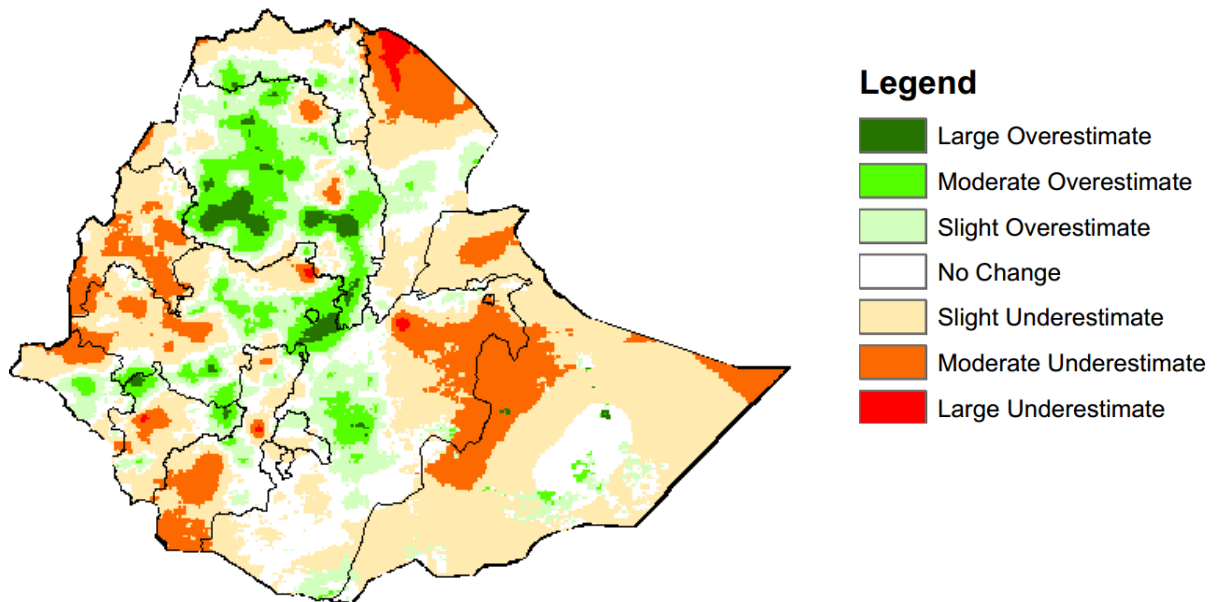 Legend
Large Overestimate
Moderate Overestimate
Slight Overestimate
No Change
Slight Underestimate
Moderate Underestimate
Large Underestimate